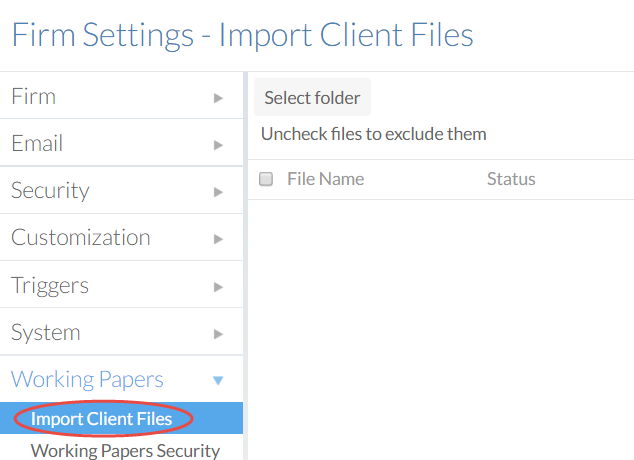 Firm Settings - Import Client Files
Firm
Email
Security
Customization
Triggers
System
Working Papers
Import Client Files
Working Papers Security
Select folder
Uncheck files to exclude them
File Name Status